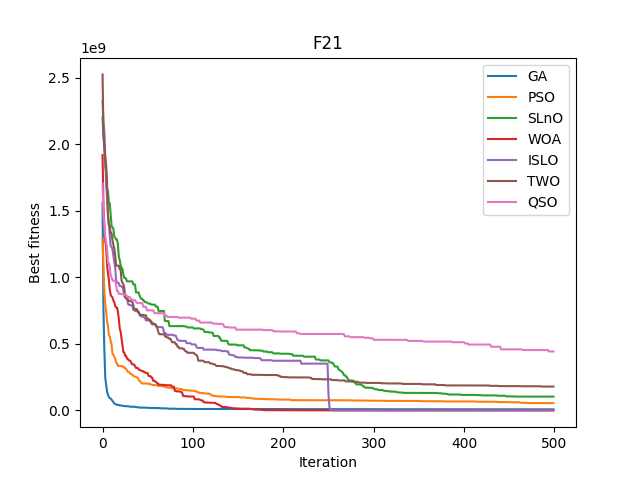 F21
1e9
2.5
2.0
1.5
1.0
0.5
0.0
Best fitness
0
100
200
300
400
500
Iteration
GA
PSO
SLnO
WOA
ISLO
TWO
QSO